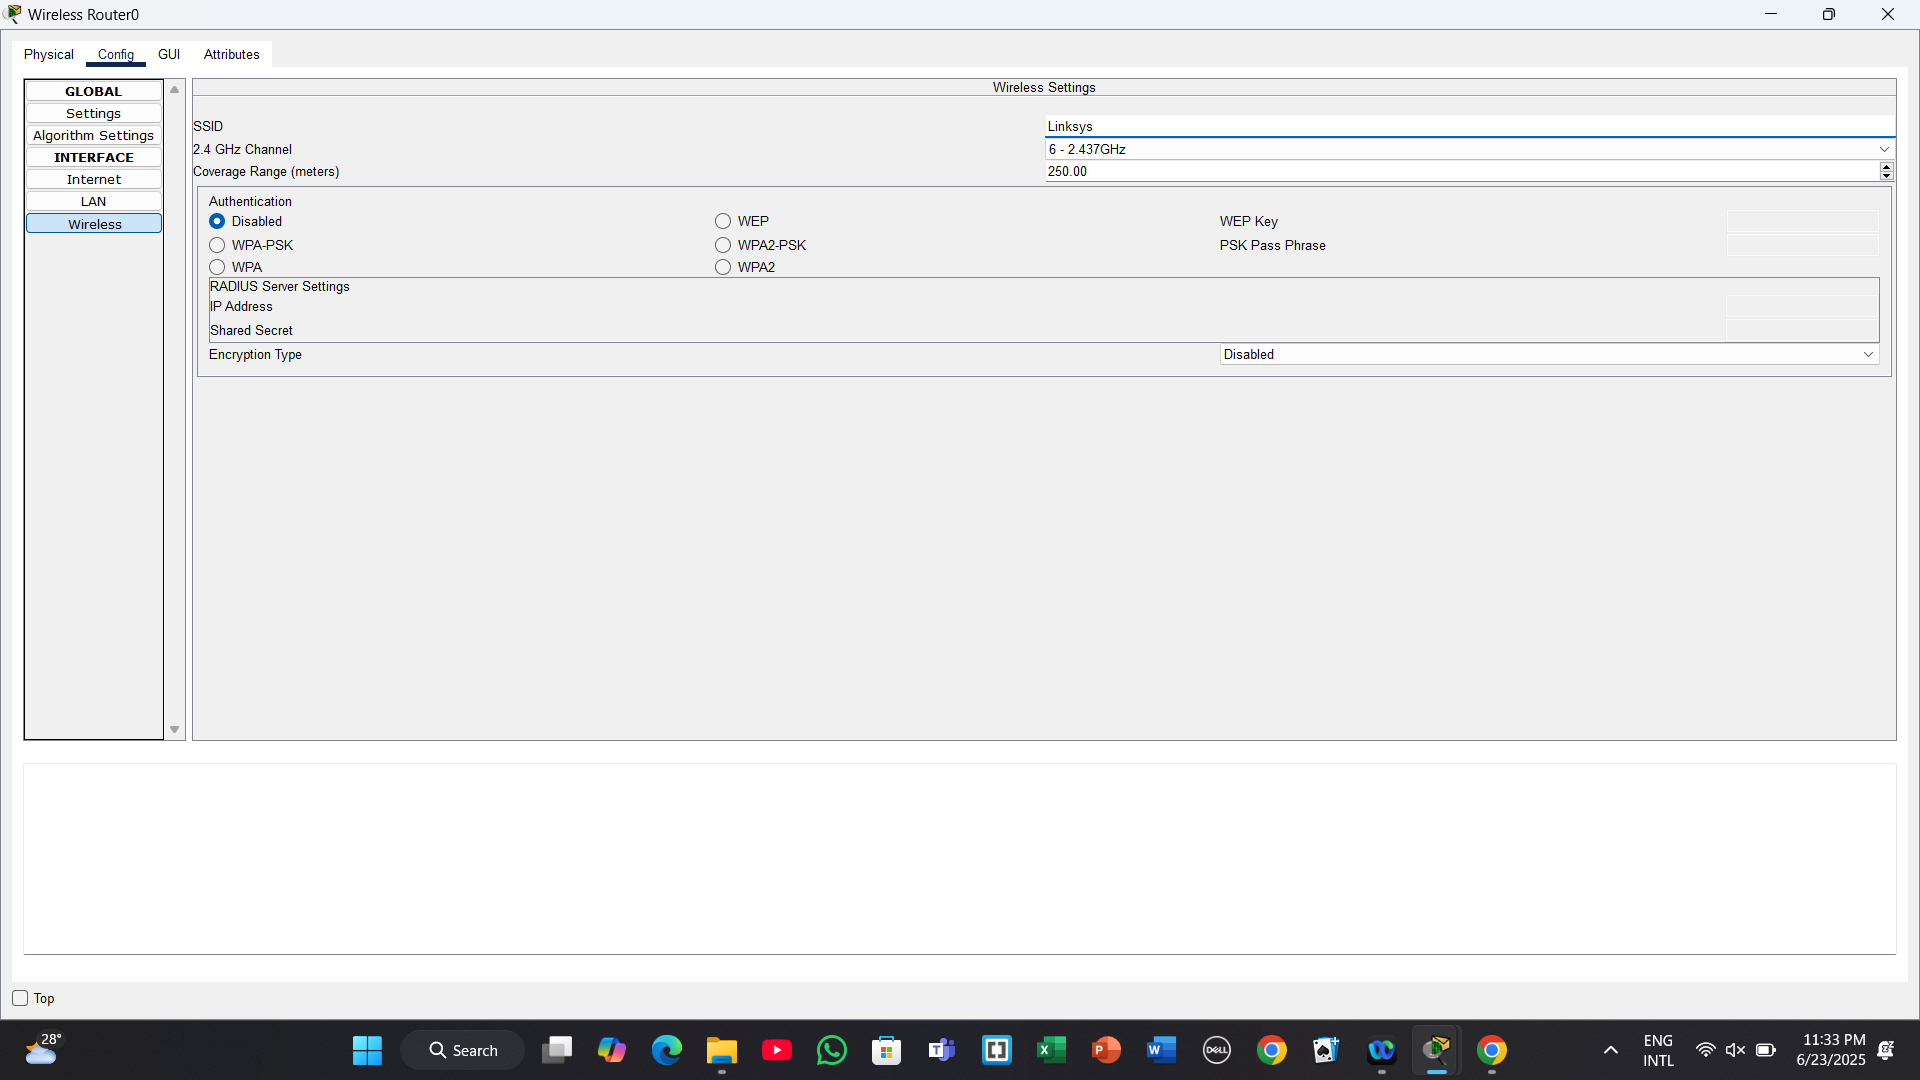 Wireless Router0
Physical Config GUI Attributes
GLOBAL
Settings
Algorithm Settings
INTERFACE
Internet
LAN
Wireless
Wireless Settings
SSID Linksys
2.4 GHz Channel 6 - 2.437GHz
Coverage Range (meters) 250.00
Authentication
Disabled WEP WEP Key
WPA-PSK WPA2-PSK PSK Pass Phrase
WPA WPA2
RADIUS Server Settings
IP Address
Shared Secret
Encryption Type Disabled
Top
28°
Search
DELL
ENG
INTL
11:33 PM
6/23/2025